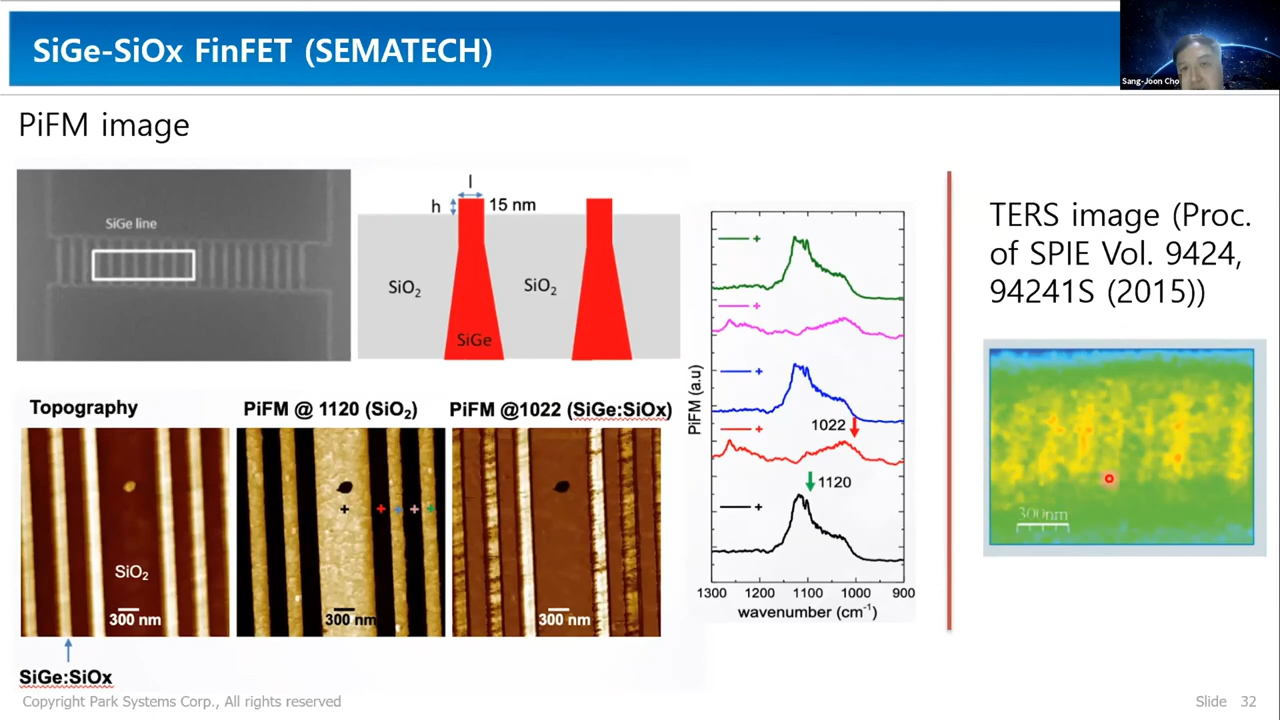 SiGe-SiOx FinFET (SEMATECH)
Sang-Joon Cho
PiFM image
SiGe line
l
h
15 nm
SiO2
SiO2
SiGe
Topography
PiFM @ 1120 (SiO2)
PiFM @1022 (SiGe:SiOx)
SiO2
300 nm
300 nm
300 nm
SiGe:SiOx
PiFM (a.u)
1022
1120
1300 1200 1100 1000 900
wavenumber (cm-1)
TERS image (Proc.
of SPIE Vol. 9424,
94241S (2015))
300nm
Copyright Park Systems Corp., All rights reserved
Slide 32